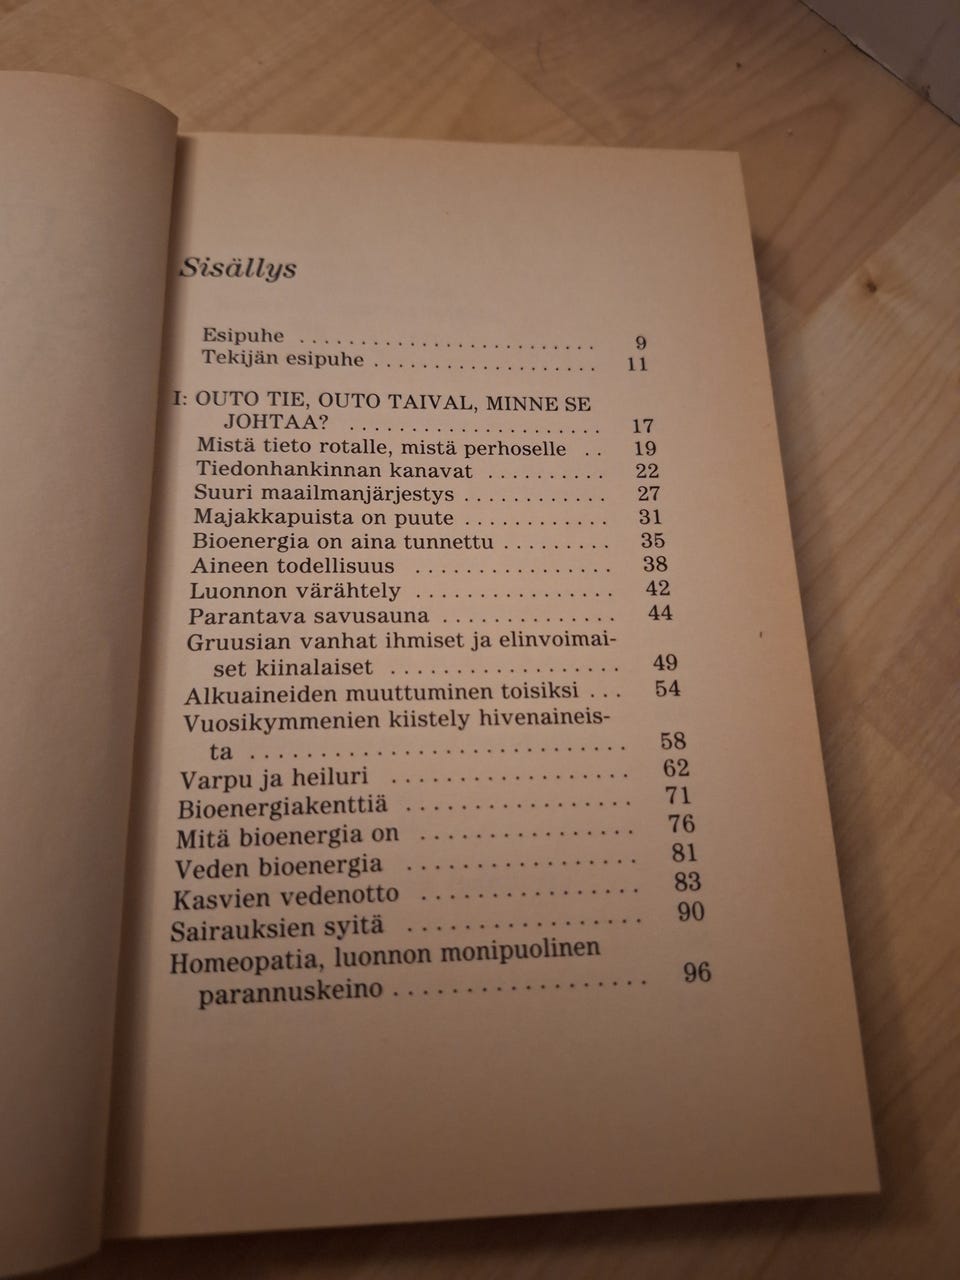 Sisällys
Esipuhe .......................... 9
Tekijän esipuhe ................... 11
I: OUTO TIE, OUTO TAIVAL, MINNE SE
JOHTAA? ..................... 17
Mistä tieto rotalle, mistä perhoselle .. 19
Tiedonhankinnan kanavat .......... 22
Suuri maailmanjärjestys ............ 27
Majakkapuista on puute ............ 31
Bioenergia on aina tunnettu ......... 35
Aineen todellisuus ................ 38
Luonnon värähtely ................ 42
Parantava savusauna .............. 44
Gruusian vanhat ihmiset ja elinvoimai-
set kiinalaiset .................. 49
Alkuaineiden muuttuminen toisiksi ... 54
Vuosikymmenien kiistely hivenaineis-
ta ............................ 58
Varpu ja heiluri ................. 62
Bioenergiakenttiä ................ 71
Mitä bioenergia on ............... 76
Veden bioenergia ................ 81
Kasvien vedenotto ............... 83
Sairauksien syitä ................ 90
Homeopatia, luonnon monipuolinen
parannuskeino .................. 96